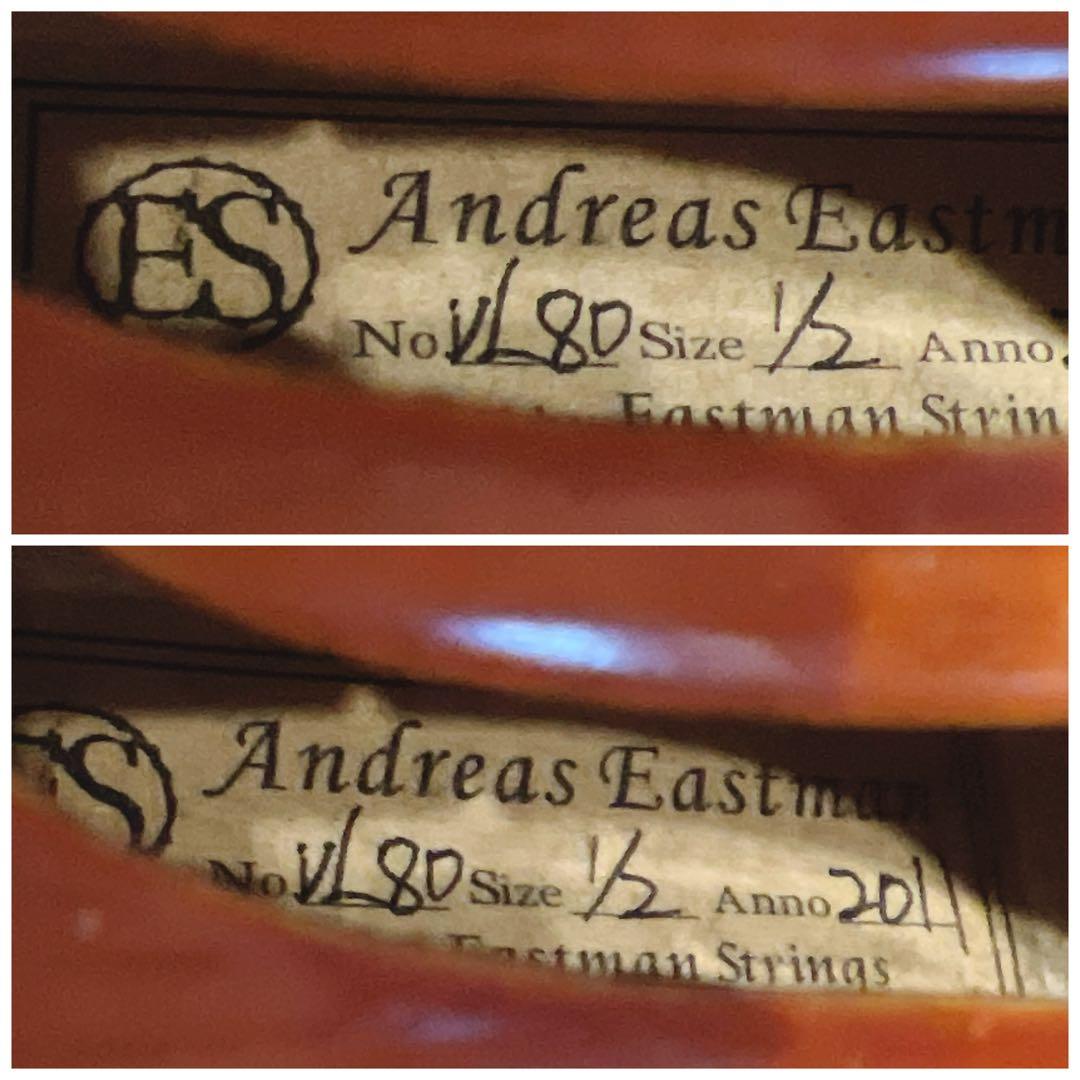 ES
Andreas Eastm
No VL80 Size 1/2 Anno
Eastman Strin
S
Andreas Eastman
No VL80 Size 1/2 Anno 2011
Eastman Strings